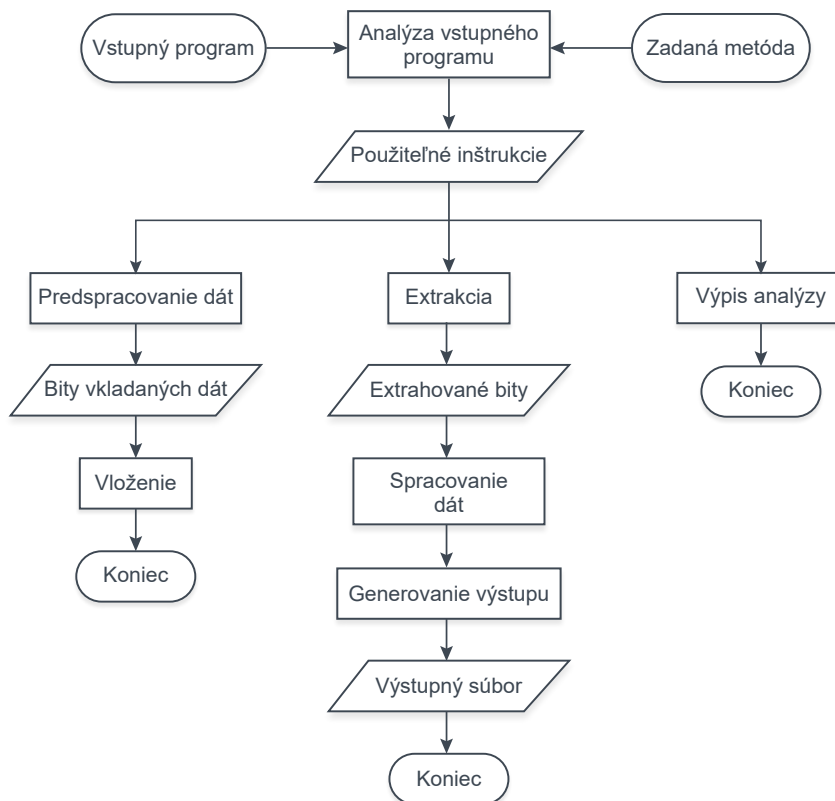 Vstupný program
Analýza vstupného
programu
Zadaná metóda
Použiteľné inštrukcie
Predspracovanie dát
Extrakcia
Výpis analýzy
Bity vkladaných dát
Extrahované bity
Koniec
Vloženie
Spracovanie
dát
Koniec
Generovanie výstupu
Výstupný súbor
Koniec